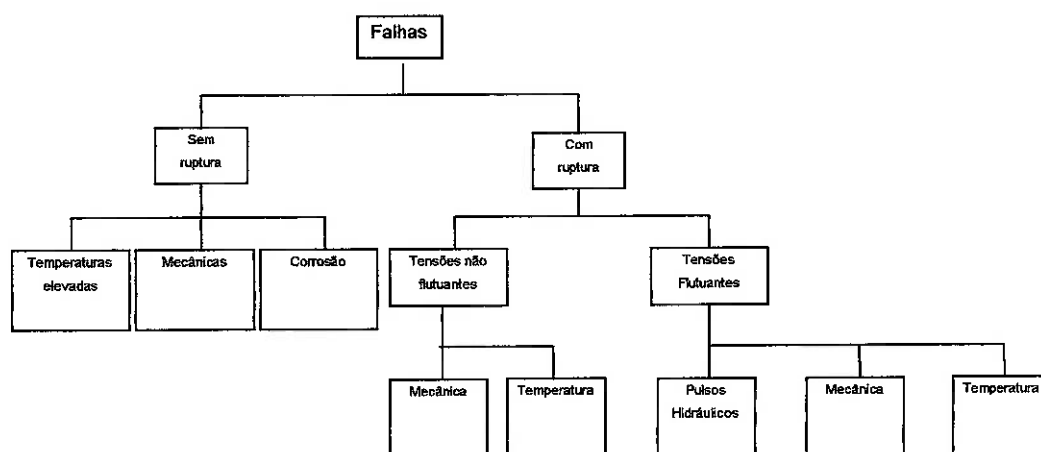 Falhas
Sem
ruptura
Com
ruptura
Temperaturas
elevadas
Mecânicas
Corrosão
Tensões não
flutuantes
Tensões
Flutuantes
Mecânica
Temperatura
Pulsos
Hidráulicos
Mecânica
Temperatura